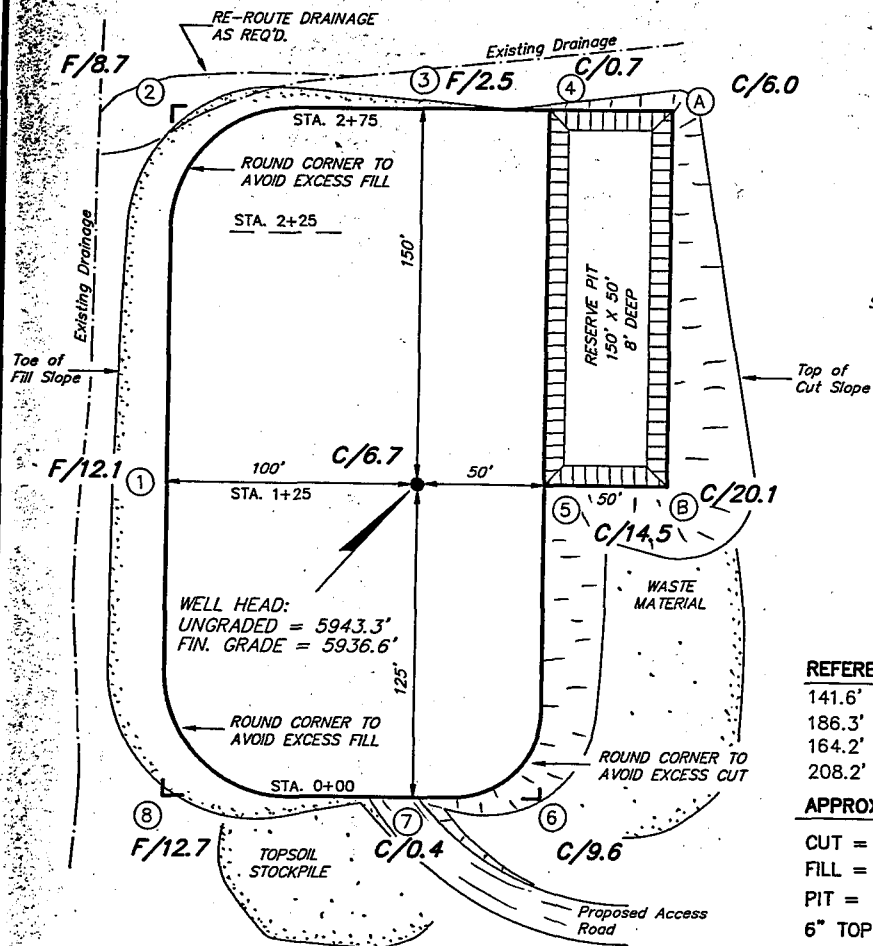 RE-ROUTE DRAINAGE
AS REQ'D.
Existing Drainage
F/8.7
2
3
F/2.5
C/0.7
4
A
C/6.0
STA. 2+75
ROUND CORNER TO
AVOID EXCESS FILL
STA. 2+25
Existing Drainage
150'
RESERVE PIT
150' X 50'
8' DEEP
Toe of
Fill Slope
Top of
Cut Slope
F/12.1
1
100'
STA. 1+25
C/6.7
50'
50'
5
B
C/20.1
C/14.5
WELL HEAD:
UNGRADED = 5943.3'
FIN. GRADE = 5936.6'
WASTE
MATERIAL
125'
REFERE
141.6'
186.3'
164.2'
208.2'
ROUND CORNER TO
AVOID EXCESS FILL
ROUND CORNER TO
AVOID EXCESS CUT
STA. 0+00
8
F/12.7
7
C/0.4
6
C/9.6
TOPSOIL
STOCKPILE
Proposed Access
Road
APPROX
CUT =
FILL =
PIT =
6" TOP